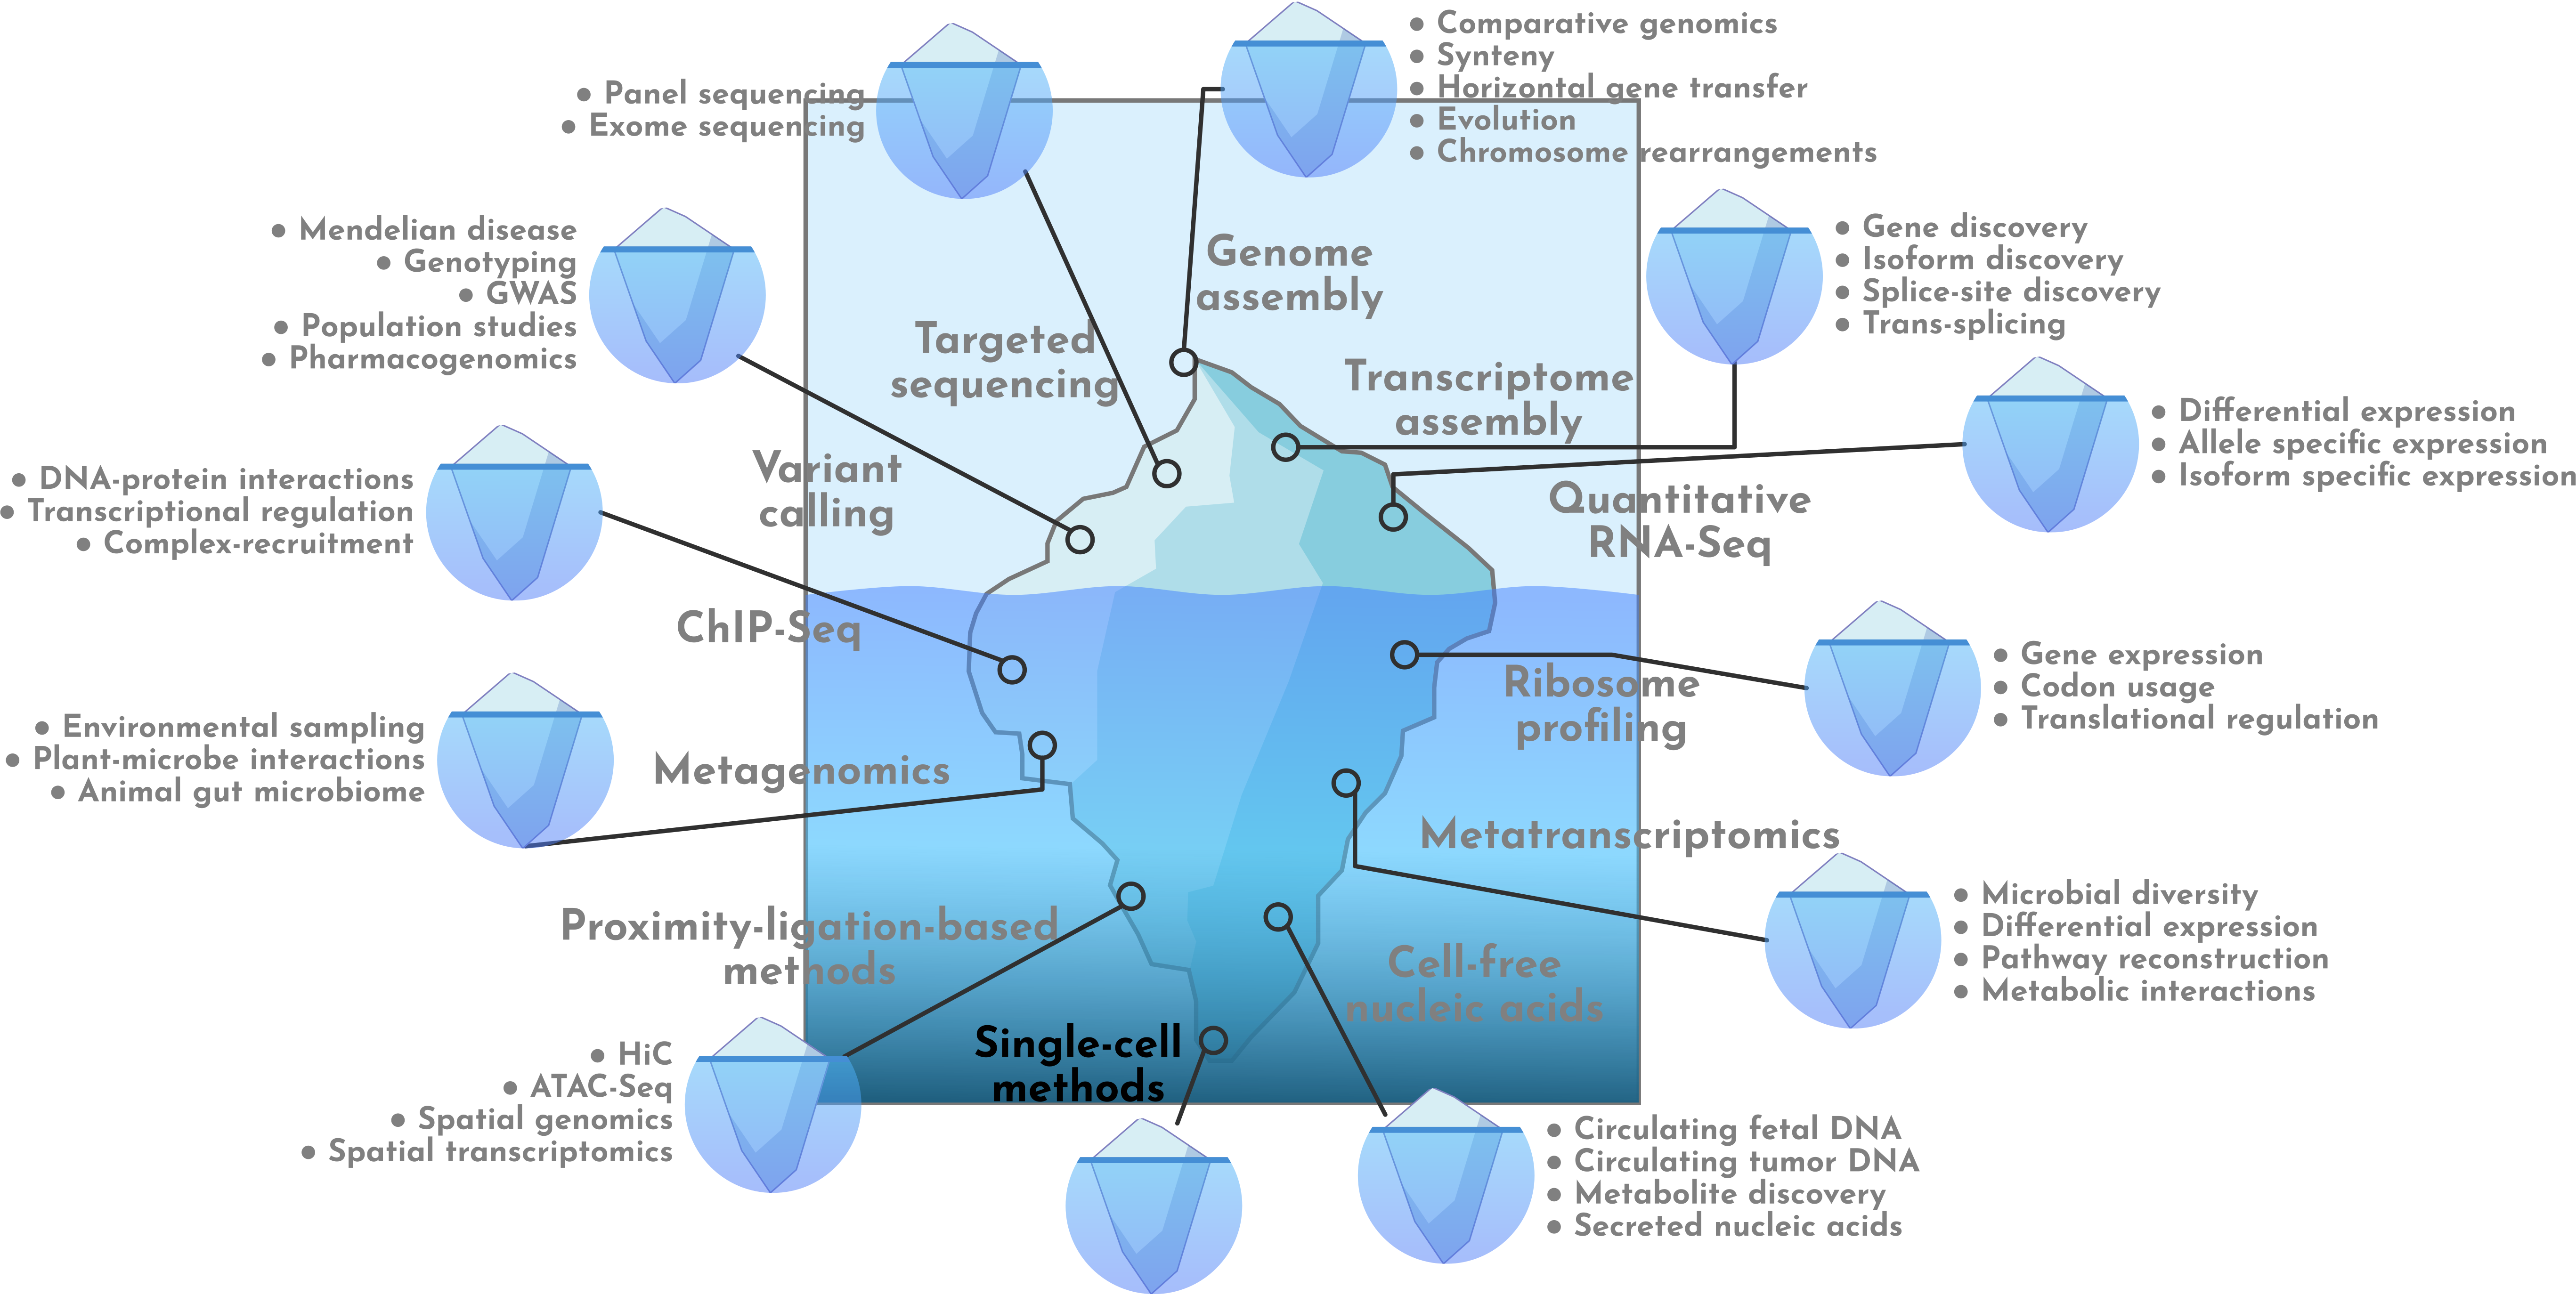 ● Comparative genomics
● Synteny
● Horizontal gene transfer
● Evolution
● Chromosome rearrangements
● Panel sequencing
● Exome sequencing
Genome
assembly
● Mendelian disease
● Genotyping
● GWAS
● Population studies
● Pharmacogenomics
● Gene discovery
● Isoform discovery
● Splice-site discovery
● Trans-splicing
Targeted
sequencing
Transcriptome
assembly
● Differential expression
● Allele specific expression
● Isoform specific expression
Variant
calling
Quantitative
RNA-Seq
● DNA-protein interactions
● Transcriptional regulation
● Complex-recruitment
ChIP-Seq
Ribosome
profiling
● Gene expression
● Codon usage
● Translational regulation
● Environmental sampling
● Plant-microbe interactions
● Animal gut microbiome
Metagenomics
Metatranscriptomics
● Microbial diversity
● Differential expression
● Pathway reconstruction
● Metabolic interactions
Proximity-ligation-based
methods
Cell-free
nucleic acids
Single-cell
methods
● HiC
● ATAC-Seq
● Spatial genomics
● Spatial transcriptomics
● Circulating fetal DNA
● Circulating tumor DNA
● Metabolite discovery
● Secreted nucleic acids